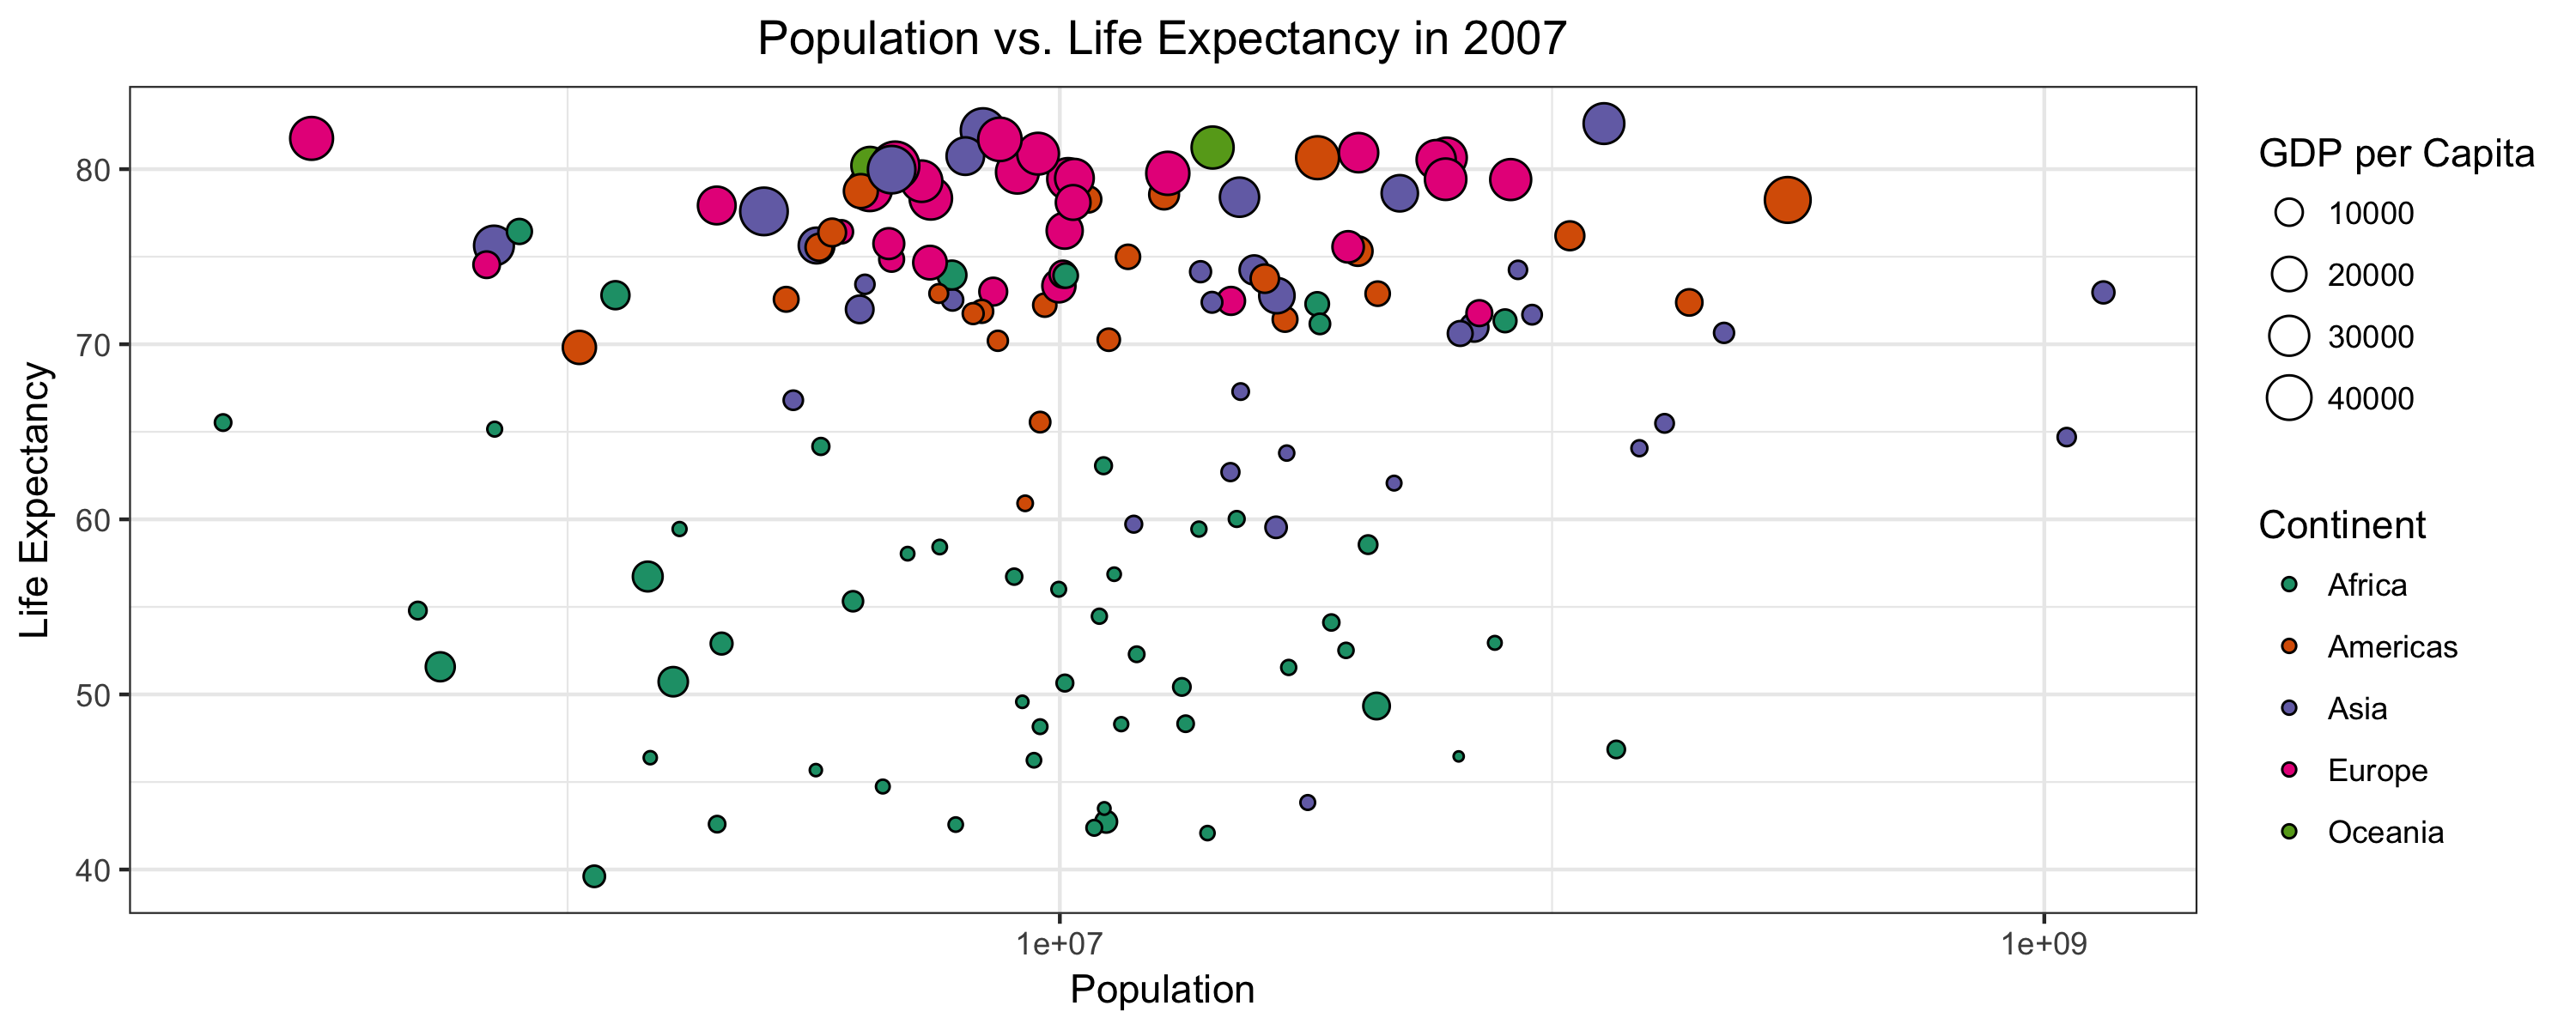 Population vs. Life Expectancy in 2007
Life Expectancy
80
70
60
50
40
1e+07
1e+09
Population
GDP per Capita
10000
20000
30000
40000
Continent
Africa
Americas
Asia
Europe
Oceania